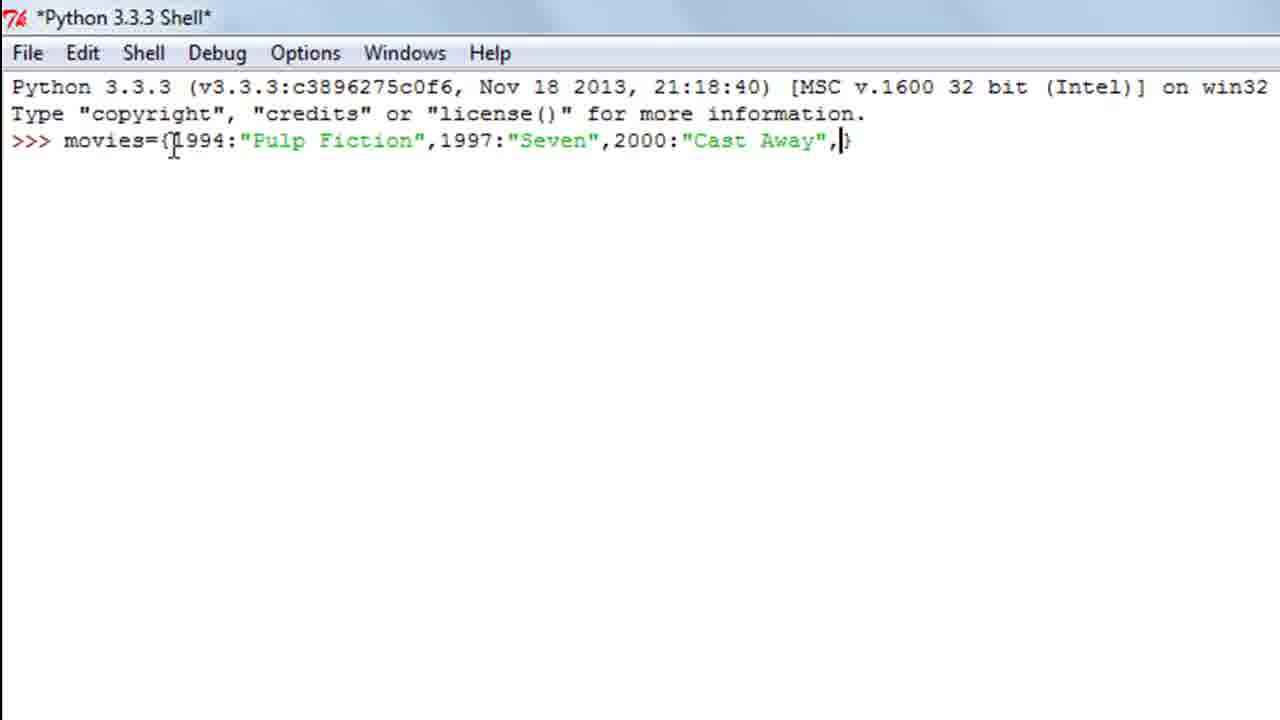 *Python 3.3.3 Shell*
File Edit Shell Debug Options Windows Help
Python 3.3.3 (v3.3.3:c3896275c0f6, Nov 18 2013, 21:18:40) [MSC v.1600 32 bit (Intel)] on win32
Type "copyright", "credits" or "license()" for more information.
>>> movies={1994:"Pulp Fiction",1997:"Seven",2000:"Cast Away",}